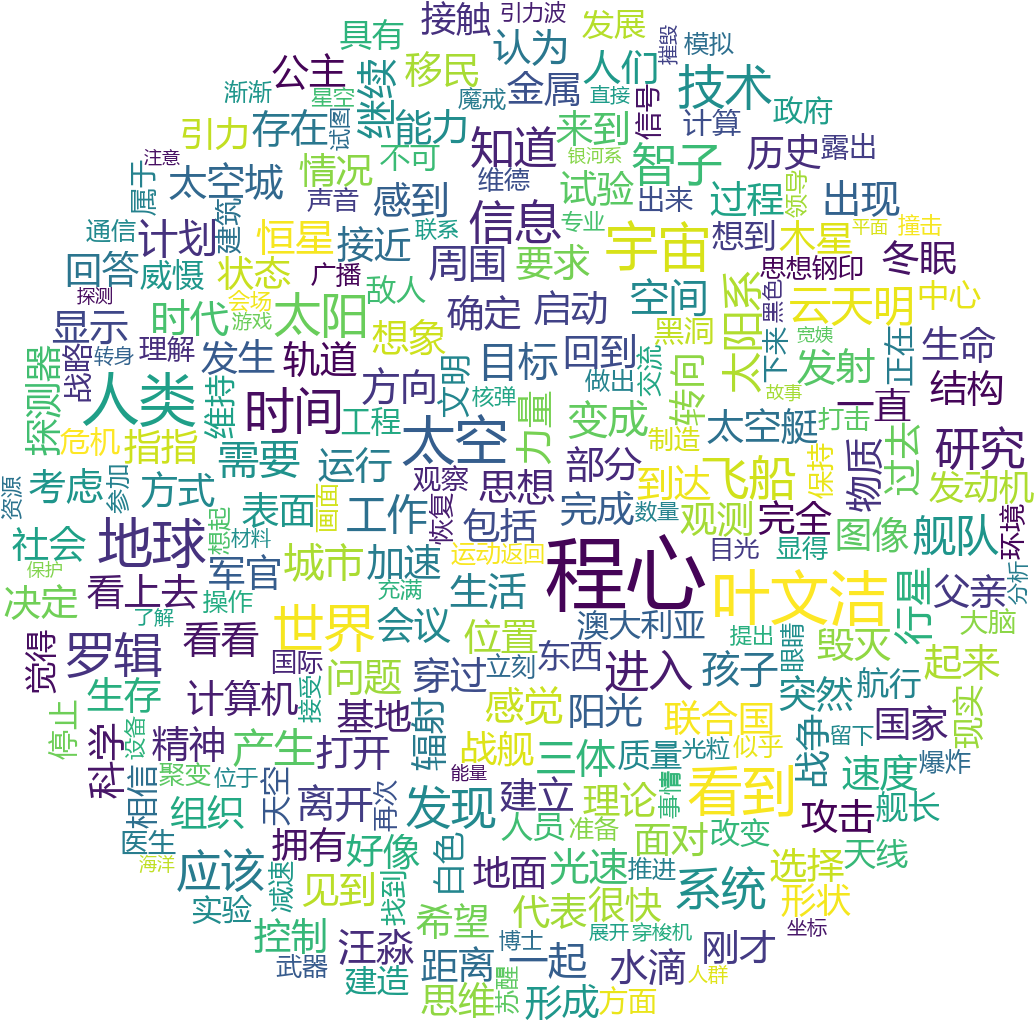 接触
引力波
发展
具有
认为
摧毁
模拟
公主
继续
移民
金属
人们
技术
渐渐
星空
魔戒
直接
信号
政府
引力
存在
试图
能力
知道
来到
计算
注意
情况
不可
银河系
智子
历史
露出
属于
太空城
声音
感到
维德
试验
出来
过程
领导
出现
通信
建筑
计划
恒星
接近
联系
信息
专业
宇宙
想到
木星
平面
撞击
回答
威慑
状态
广播
周围
要求
思想钢印
冬眠
探测
会场
敌人
空间
太阳系
黑色
云天明
中心
显示
时代
游戏
太阳
想象
确定
启动
黑洞
宽姨
战略
理解
转身
发生
轨道
方向
文明
目标
回到
交流
转向
下来
发射
正在
生命
探测器
人类
维持
时间
核弹
做出
故事
结构
太空
力量
变成
太空艇
打击
一直
危机
指指
工程
制造
研究
需要
运行
观察
思想
部分
到达
飞船
保持
物质
过去
发动机
资源
考虑
参加
方式
表面
画面
工作
恢复
包括
完成
数量
观测
完全
图像
舰队
环境
社会
地球
想起
材料
城市
加速
运动
返回
程心
目光
显得
保护
看上去
军官
充满
生活
叶文洁
行星
父亲
分析
决定
了解
操作
世界
会议
位置
澳大利亚
提出
眼睛
毁灭
大脑
觉得
罗辑
看看
国际
接受
问题
穿过
立刻
东西
进入
孩子
突然
航行
起来
生存
计算机
基地
感觉
阳光
联合国
战争
国家
现实
停止
设备
科学
精神
产生
打开
辐射
战舰
三体
质量
光粒
似乎
留下
速度
爆炸
聚变
位于
天空
能量
事情
看到
相信
组织
离开
再次
发现
建立
理论
攻击
舰长
医生
拥有
好像
白色
人员
准备
面对
改变
天线
海洋
应该
减速
见到
找到
地面
光速
推进
系统
选择
形状
实验
希望
代表
很快
坐标
控制
汪淼
博士
展开
穿梭机
刚才
武器
建造
距离
一起
水滴
人群
思维
苏醒
形成
方面